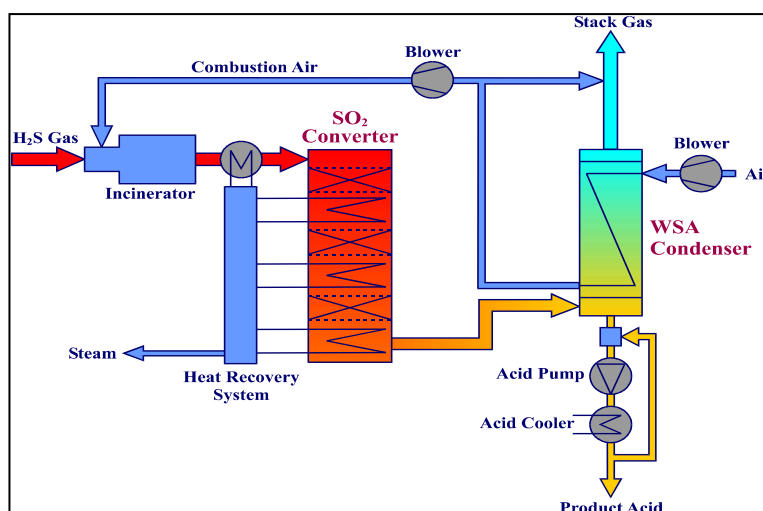 Stack Gas
Blower
Combustion Air
H₂S Gas
SO₂
Converter
Blower
Air
Incinerator
WSA
Condenser
Steam
Heat Recovery
System
Acid Pump
Acid Cooler
Product Acid